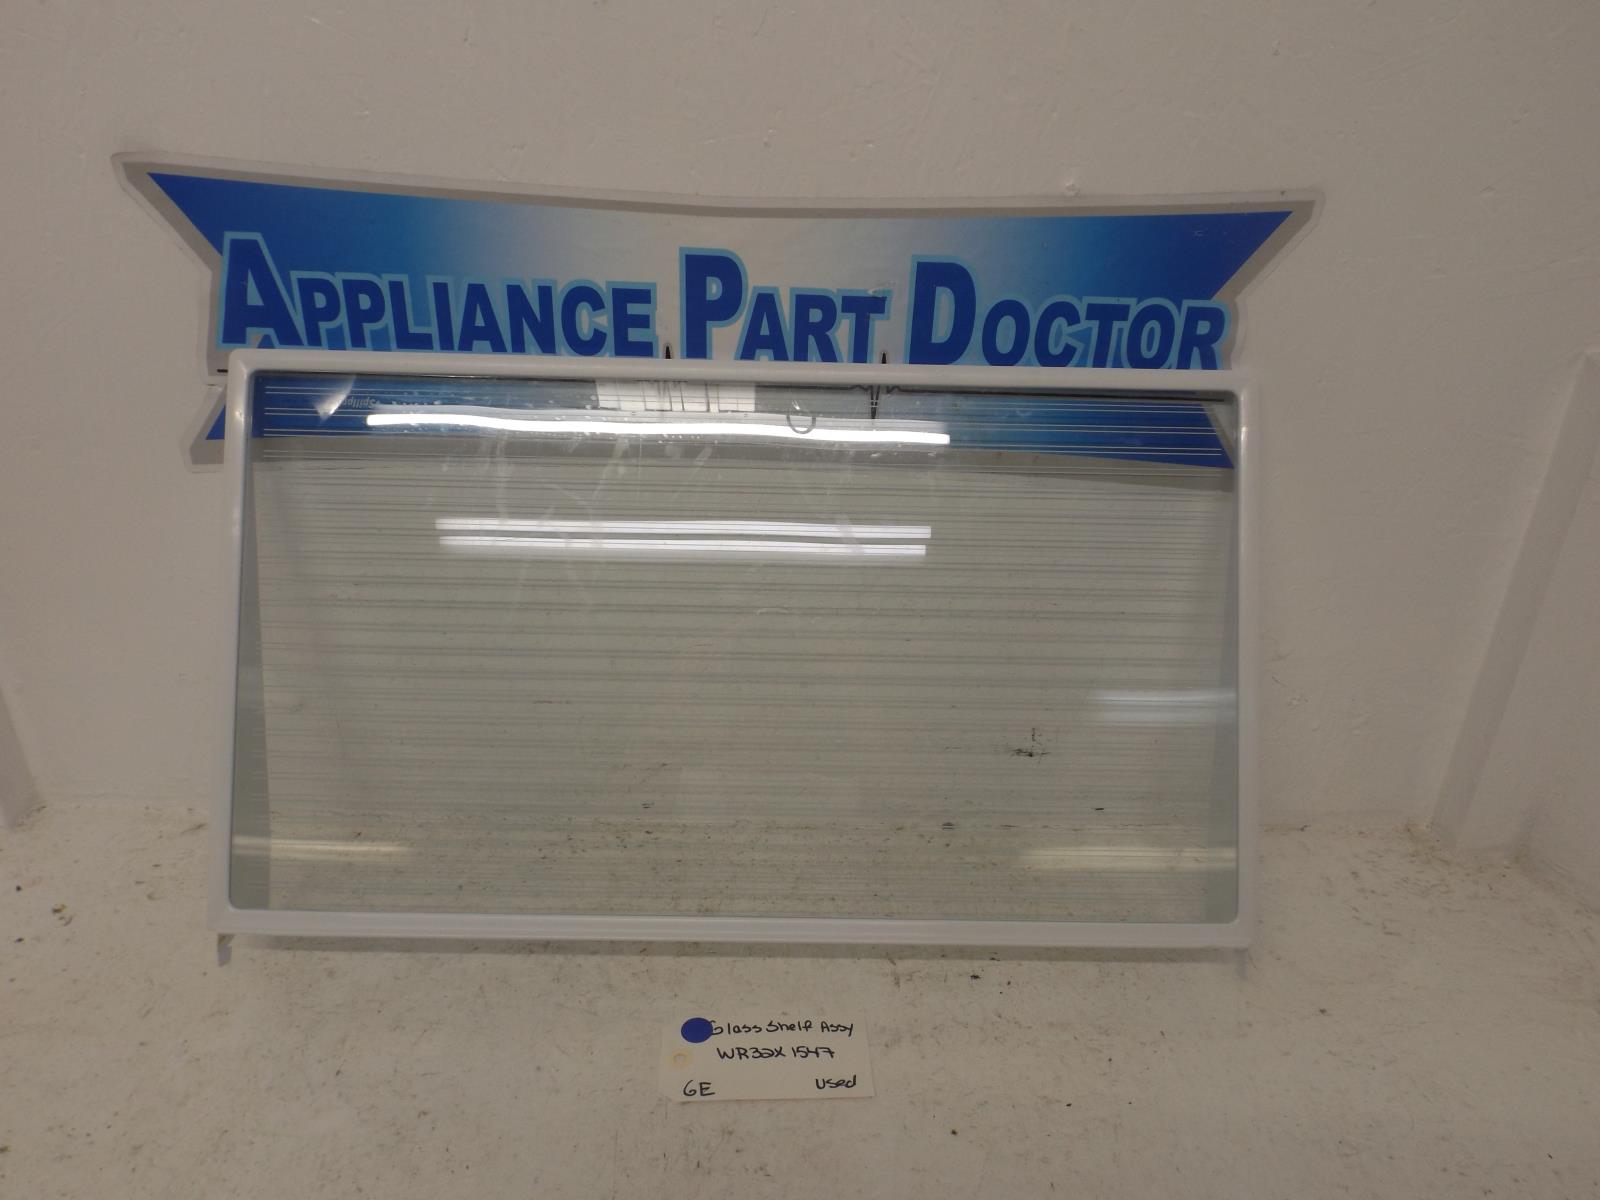 APPLIANCE PART DOCTOR
Glass Shelf Assy
WR32X1547
GE
Used